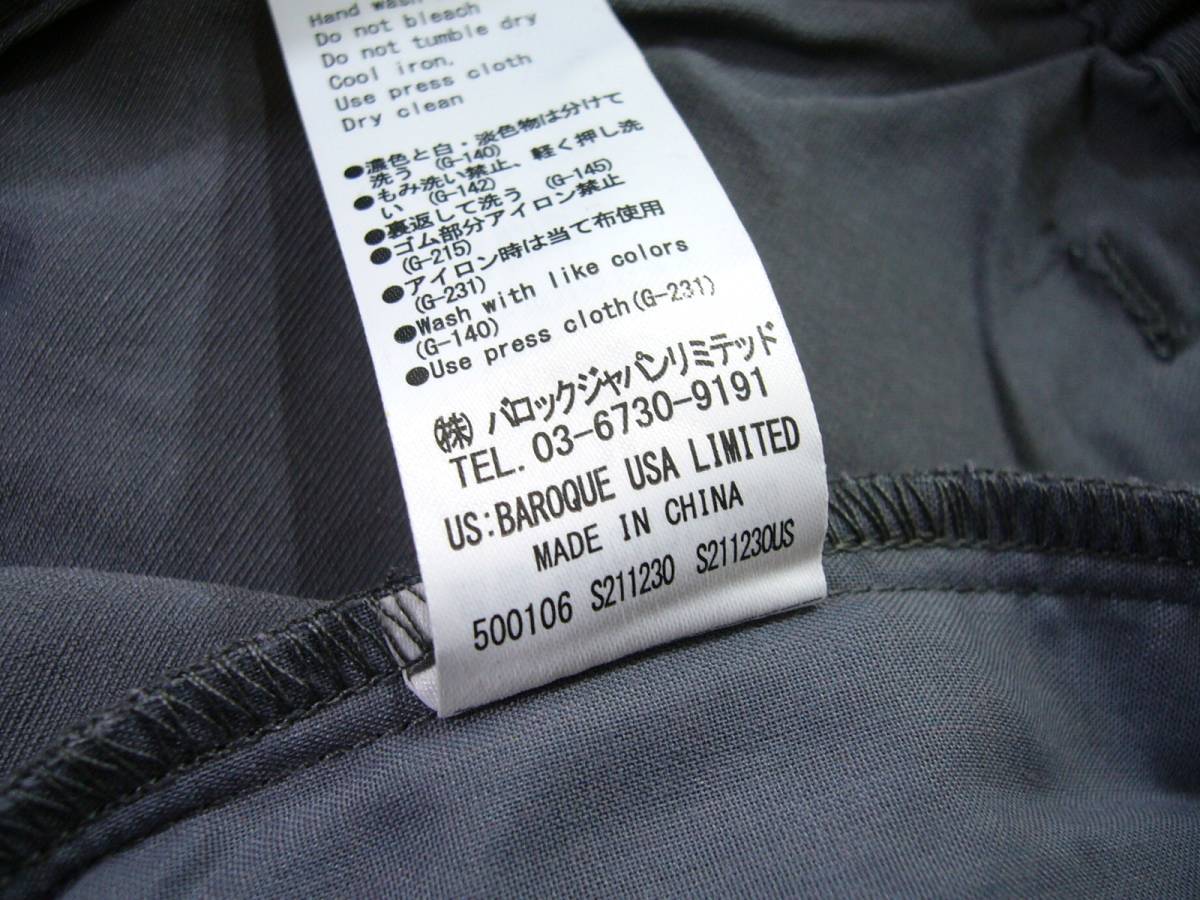 Hand wash
Do not bleach
Do not tumble dry
Cool iron.
Use press cloth
Dry clean
●濃色と白・淡色物は分けて
洗う (G-140)
●もみ洗い禁止、軽く押し洗
い (G-142)
●裏返して洗う (G-145)
●ゴム部分アイロン禁止
(G-215)
●アイロン時は当て布使用
(G-231)
●Wash with like colors
(G-140)
●Use press cloth(G-231)
㈱ バロックジャパンリミテッド
TEL. 03-6730-9191
US:BAROQUE USA LIMITED
MADE IN CHINA
500106 S211230 S211230US